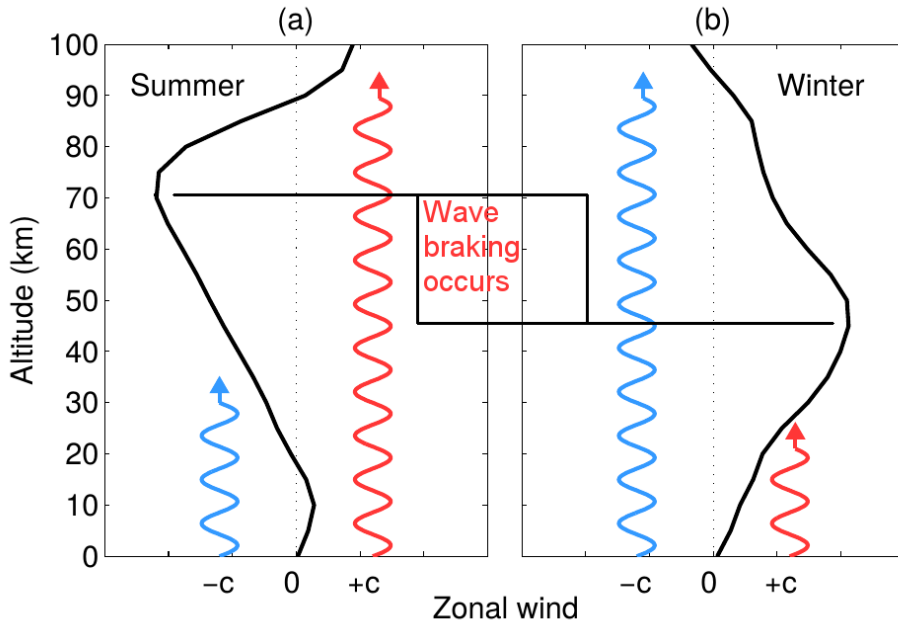 (a)
(b)
100
90
80
70
60
50
40
30
20
10
0
Altitude (km)
Summer
Winter
Wave
braking
occurs
−c
0
+c
−c
0
+c
Zonal wind